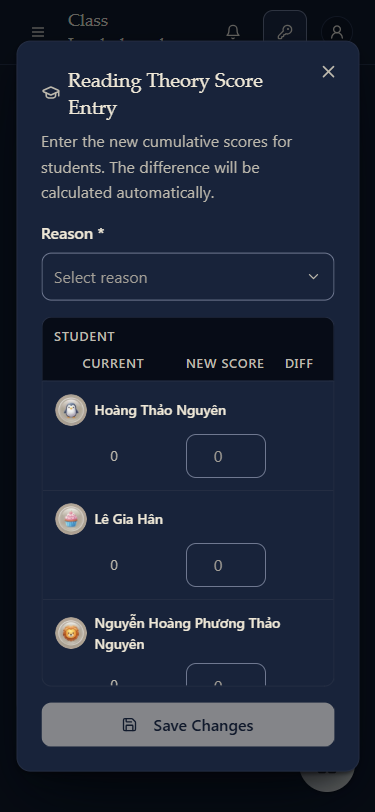 Class
Reading Theory Score
Entry
Enter the new cumulative scores for
students. The difference will be
calculated automatically.
Reason *
Select reason
STUDENT
CURRENT NEW SCORE DIFF
Hoàng Thảo Nguyên
0 0
Lê Gia Hân
0 0
Nguyễn Hoàng Phương Thảo
Nguyên
0 0
Save Changes